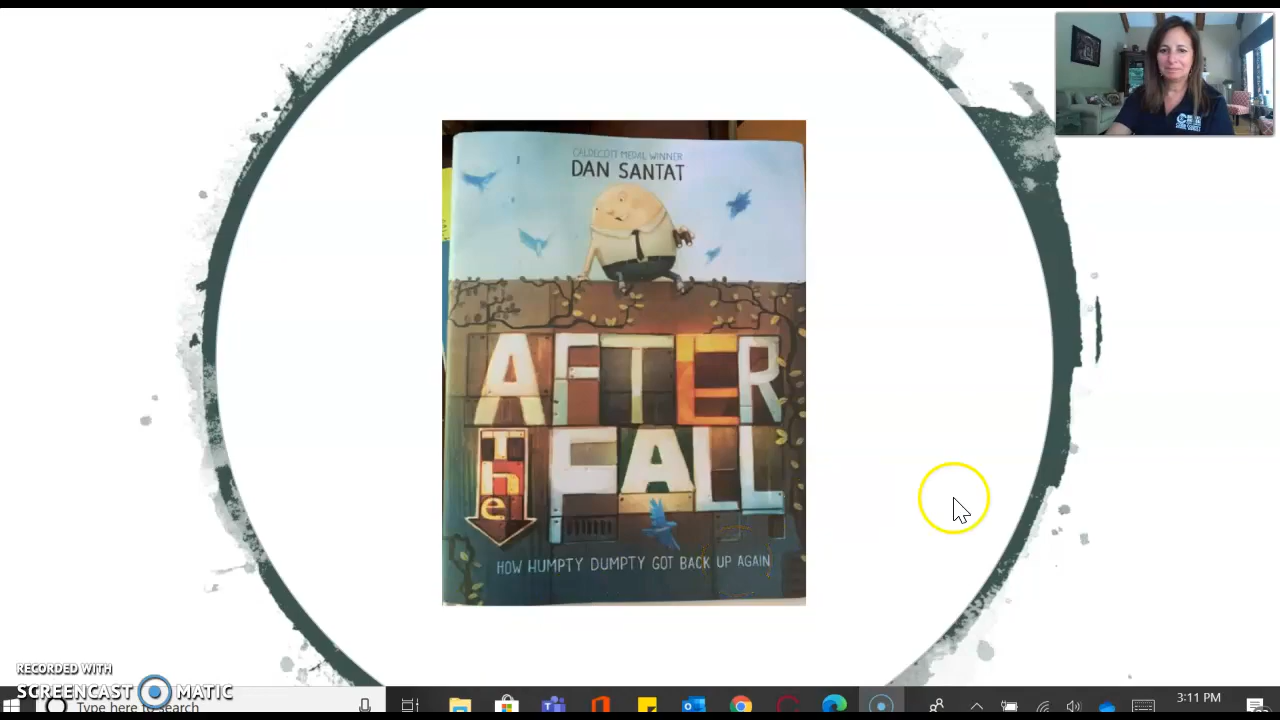 CALDECOTT MEDAL WINNER
DAN SANTAT
AFTER
The FALL
HOW HUMPTY DUMPTY GOT BACK UP AGAIN
RECORDED WITH
SCREENCAST MATIC
Type here to search
3:11 PM